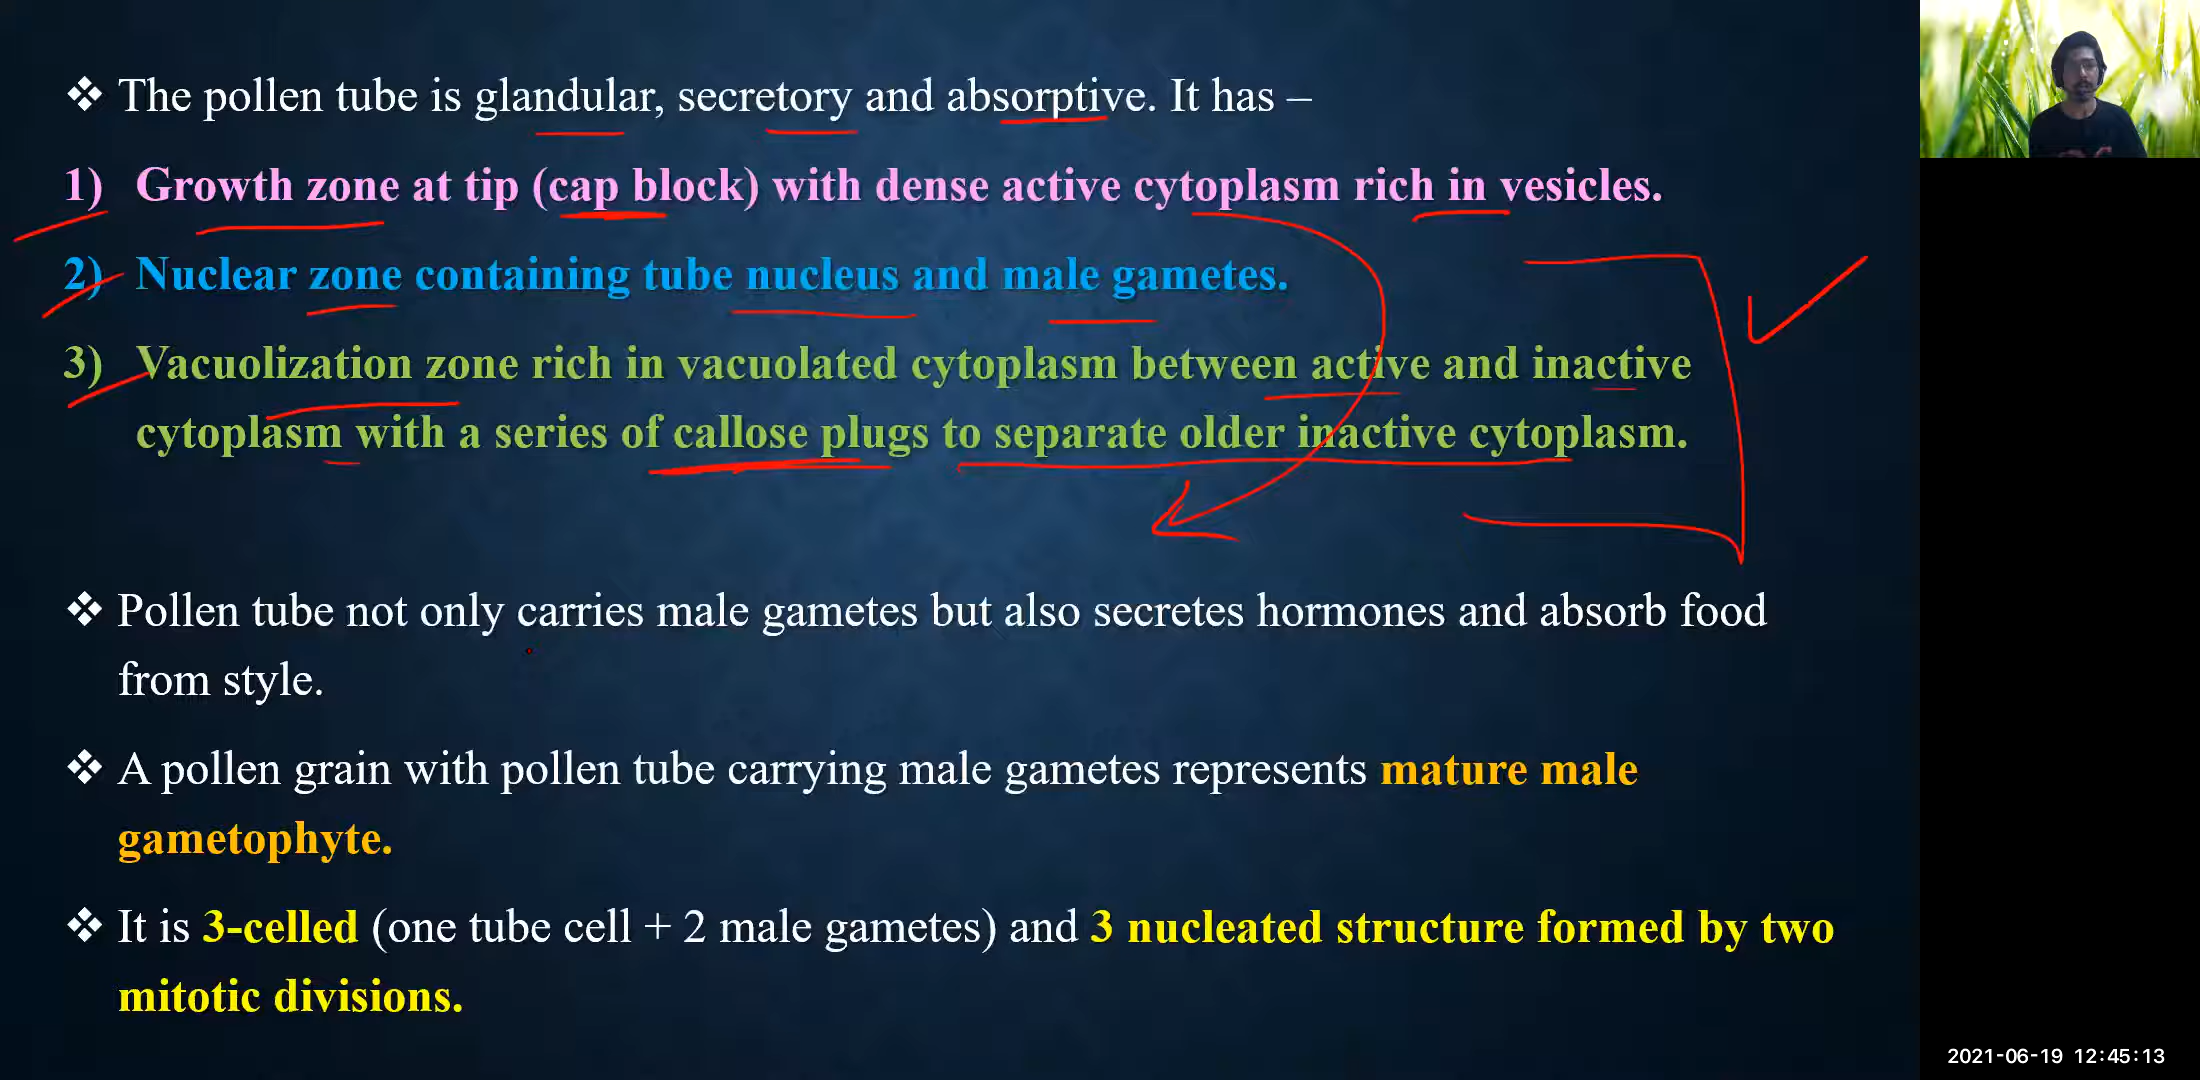 ❖ The pollen tube is glandular, secretory and absorptive. It has –
1) Growth zone at tip (cap block) with dense active cytoplasm rich in vesicles.
2) Nuclear zone containing tube nucleus and male gametes.
3) Vacuolization zone rich in vacuolated cytoplasm between active and inactive
cytoplasm with a series of callose plugs to separate older inactive cytoplasm.
❖ Pollen tube not only carries male gametes but also secretes hormones and absorb food
from style.
❖ A pollen grain with pollen tube carrying male gametes represents mature male
gametophyte.
❖ It is 3-celled (one tube cell + 2 male gametes) and 3 nucleated structure formed by two
mitotic divisions.
2021-06-19 12:45:13